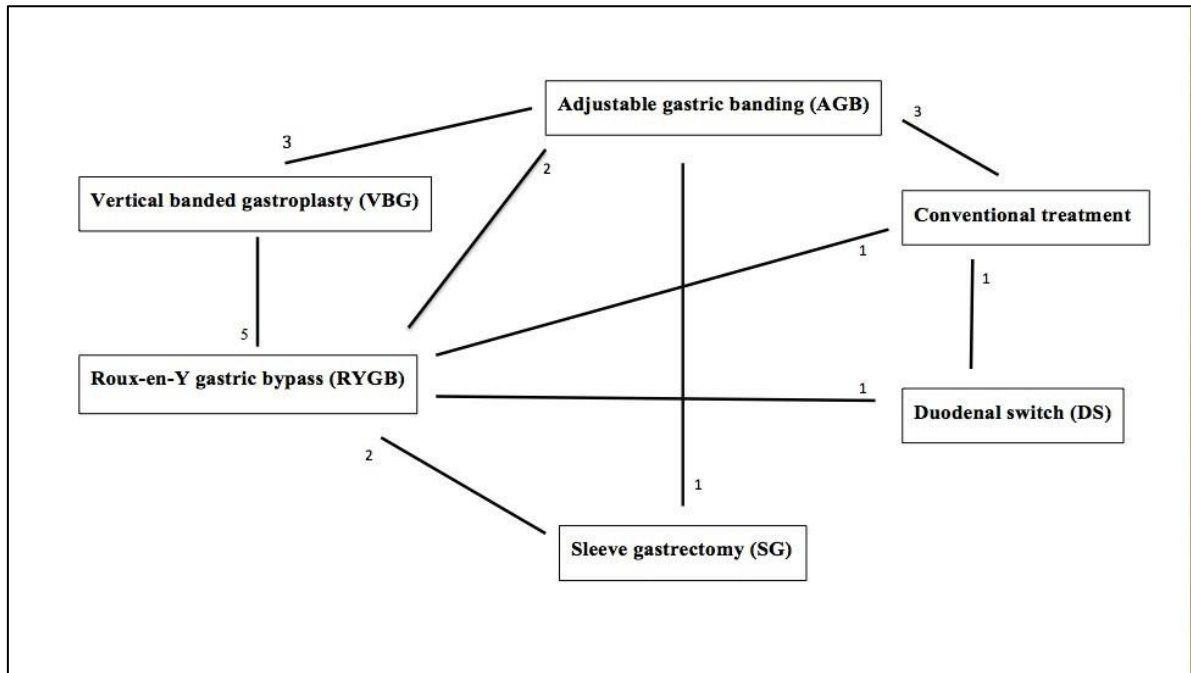 Adjustable gastric banding (AGB)
3
3
2
Vertical banded gastroplasty (VBG)
Conventional treatment
1
1
5
Roux-en-Y gastric bypass (RYGB)
1
Duodenal switch (DS)
2
1
Sleeve gastrectomy (SG)